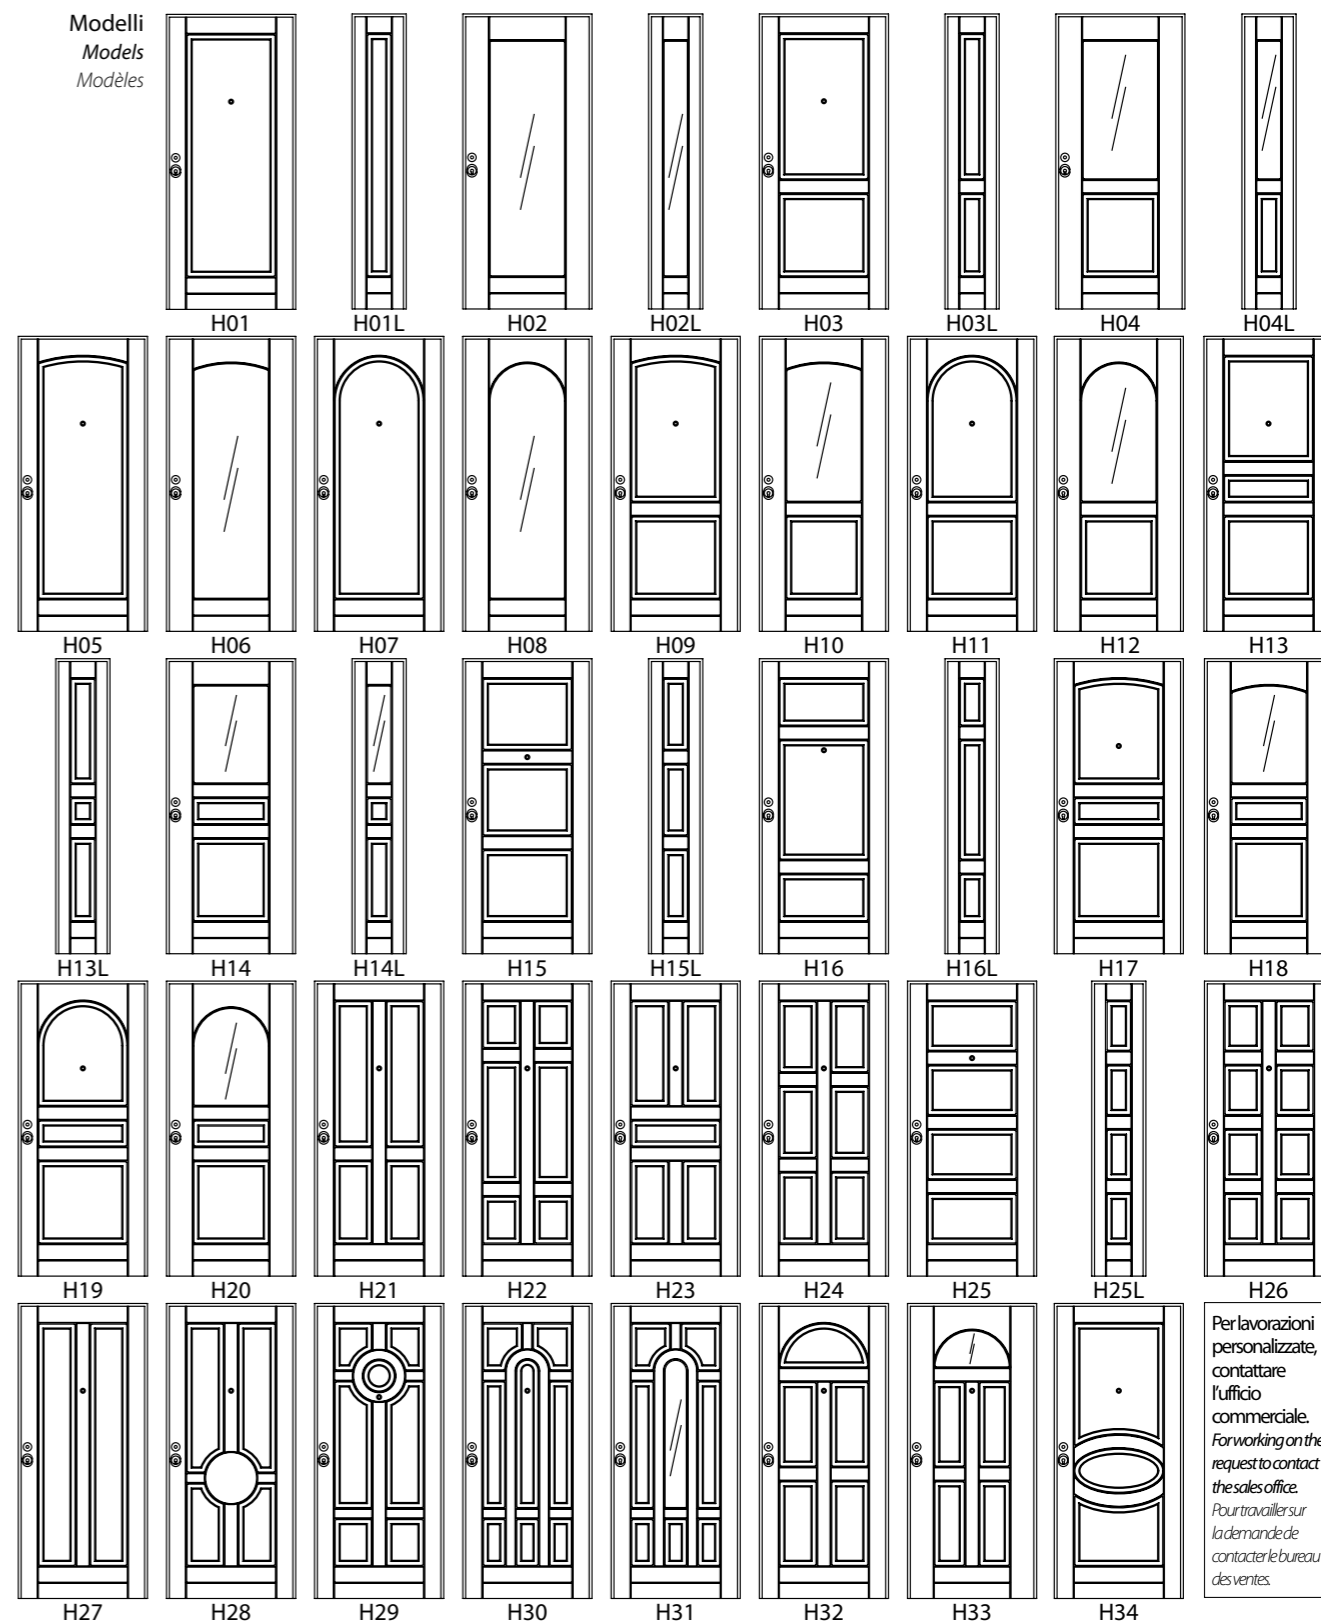 Modelli
Models
Modèles
H01 H01L H02 H02L H03 H03L H04 H04L
H05 H06 H07 H08 H09 H10 H11 H12 H13
H13L H14 H14L H15 H15L H16 H16L H17 H18
H19 H20 H21 H22 H23 H24 H25 H25L H26
Per lavorazioni
personalizzate,
contattare
l'ufficio
commerciale.
For working on the
request to contact
the sales office.
Pour travailler sur
la demande de
contacter le bureau
des ventes.
H27 H28 H29 H30 H31 H32 H33 H34